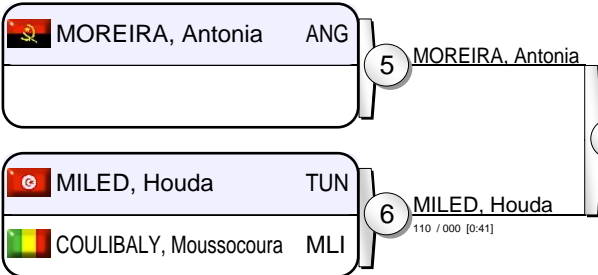 MOREIRA, Antonia ANG
5
MOREIRA, Antonia
MILED, Houda TUN
COULIBALY, Moussocoura MLI
6
MILED, Houda
110 / 000 [0:41]